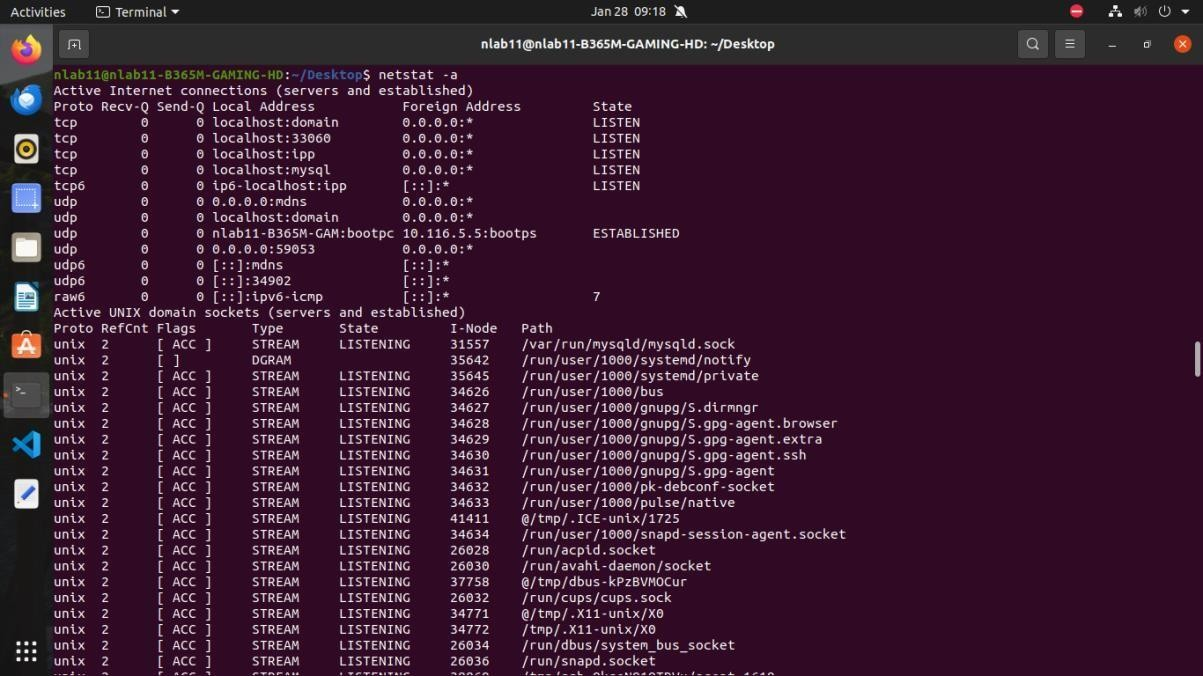 Activities Terminal Jan 28 09:18
nlab11@nlab11-B365M-GAMING-HD: ~/Desktop
nlab11@nlab11-B365M-GAMING-HD:~/Desktop$ netstat -a
Active Internet connections (servers and established)
Proto Recv-Q Send-Q Local Address Foreign Address State
tcp 0 0 localhost:domain 0.0.0.0:* LISTEN
tcp 0 0 localhost:33060 0.0.0.0:* LISTEN
tcp 0 0 localhost:ipp 0.0.0.0:* LISTEN
tcp 0 0 localhost:mysql 0.0.0.0:* LISTEN
tcp6 0 0 ip6-localhost:ipp [::]:* LISTEN
udp 0 0 0.0.0.0:mdns 0.0.0.0:*
udp 0 0 localhost:domain 0.0.0.0:*
udp 0 0 nlab11-B365M-GAM:bootpc 10.116.5.5:bootps ESTABLISHED
udp 0 0 0.0.0.0:59053 0.0.0.0:*
udp6 0 0 [::]:mdns [::]:*
udp6 0 0 [::]:34902 [::]:*
raw6 0 0 [::]:ipv6-icmp [::]:* 7
Active UNIX domain sockets (servers and established)
Proto RefCnt Flags Type State I-Node Path
unix 2 [ ACC ] STREAM LISTENING 31557 /var/run/mysqld/mysqld.sock
unix 2 [ ] DGRAM 35642 /run/user/1000/systemd/notify
unix 2 [ ACC ] STREAM LISTENING 35645 /run/user/1000/systemd/private
unix 2 [ ACC ] STREAM LISTENING 34626 /run/user/1000/bus
unix 2 [ ACC ] STREAM LISTENING 34627 /run/user/1000/gnupg/S.dirmngr
unix 2 [ ACC ] STREAM LISTENING 34628 /run/user/1000/gnupg/S.gpg-agent.browser
unix 2 [ ACC ] STREAM LISTENING 34629 /run/user/1000/gnupg/S.gpg-agent.extra
unix 2 [ ACC ] STREAM LISTENING 34630 /run/user/1000/gnupg/S.gpg-agent.ssh
unix 2 [ ACC ] STREAM LISTENING 34631 /run/user/1000/gnupg/S.gpg-agent
unix 2 [ ACC ] STREAM LISTENING 34632 /run/user/1000/pk-debconf-socket
unix 2 [ ACC ] STREAM LISTENING 34633 /run/user/1000/pulse/native
unix 2 [ ACC ] STREAM LISTENING 41411 @/tmp/.ICE-unix/1725
unix 2 [ ACC ] STREAM LISTENING 34634 /run/user/1000/snapd-session-agent.socket
unix 2 [ ACC ] STREAM LISTENING 26028 /run/acpid.socket
unix 2 [ ACC ] STREAM LISTENING 26030 /run/avahi-daemon/socket
unix 2 [ ACC ] STREAM LISTENING 37758 @/tmp/dbus-kPzBVMOCur
unix 2 [ ACC ] STREAM LISTENING 26032 /run/cups/cups.sock
unix 2 [ ACC ] STREAM LISTENING 34771 @/tmp/.X11-unix/X0
unix 2 [ ACC ] STREAM LISTENING 34772 /tmp/.X11-unix/X0
unix 2 [ ACC ] STREAM LISTENING 26034 /run/dbus/system_bus_socket
unix 2 [ ACC ] STREAM LISTENING 26036 /run/snapd.socket
unix 2 [ ACC ] STREAM LISTENING